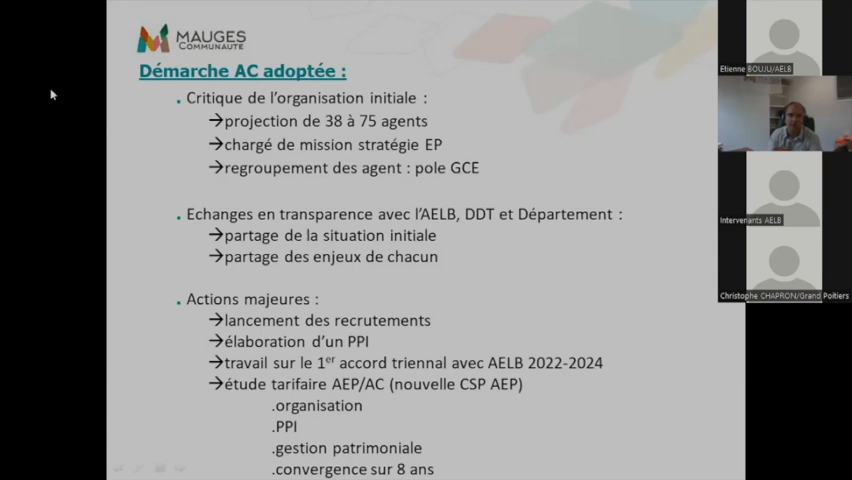 MAUGES
COMMUNAUTÉ
Démarche AC adoptée :
. Critique de l'organisation initiale :
→projection de 38 à 75 agents
→chargé de mission stratégie EP
→regroupement des agent : pole GCE
. Echanges en transparence avec l'AELB, DDT et Département :
→partage de la situation initiale
→partage des enjeux de chacun
. Actions majeures :
→lancement des recrutements
→élaboration d'un PPI
→travail sur le 1er accord triennal avec AELB 2022-2024
→étude tarifaire AEP/AC (nouvelle CSP AEP)
.organisation
.PPI
.gestion patrimoniale
.convergence sur 8 ans
Etienne BOUJU/AELB
Intervenants AELB
Christophe CHAPRON/Grand Poitiers